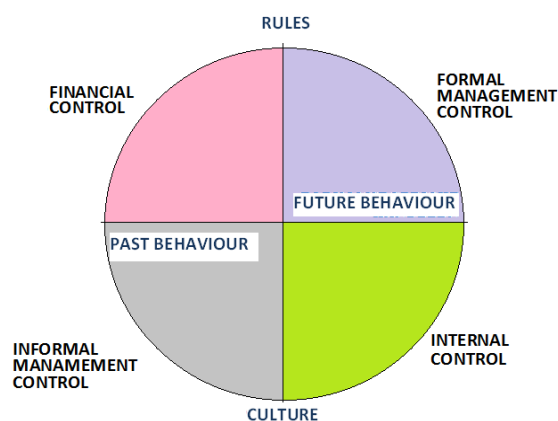 RULES
FINANCIAL
CONTROL
FORMAL
MANAGEMENT
CONTROL
FUTURE BEHAVIOUR
PAST BEHAVIOUR
INFORMAL
MANAMEMENT
CONTROL
INTERNAL
CONTROL
CULTURE